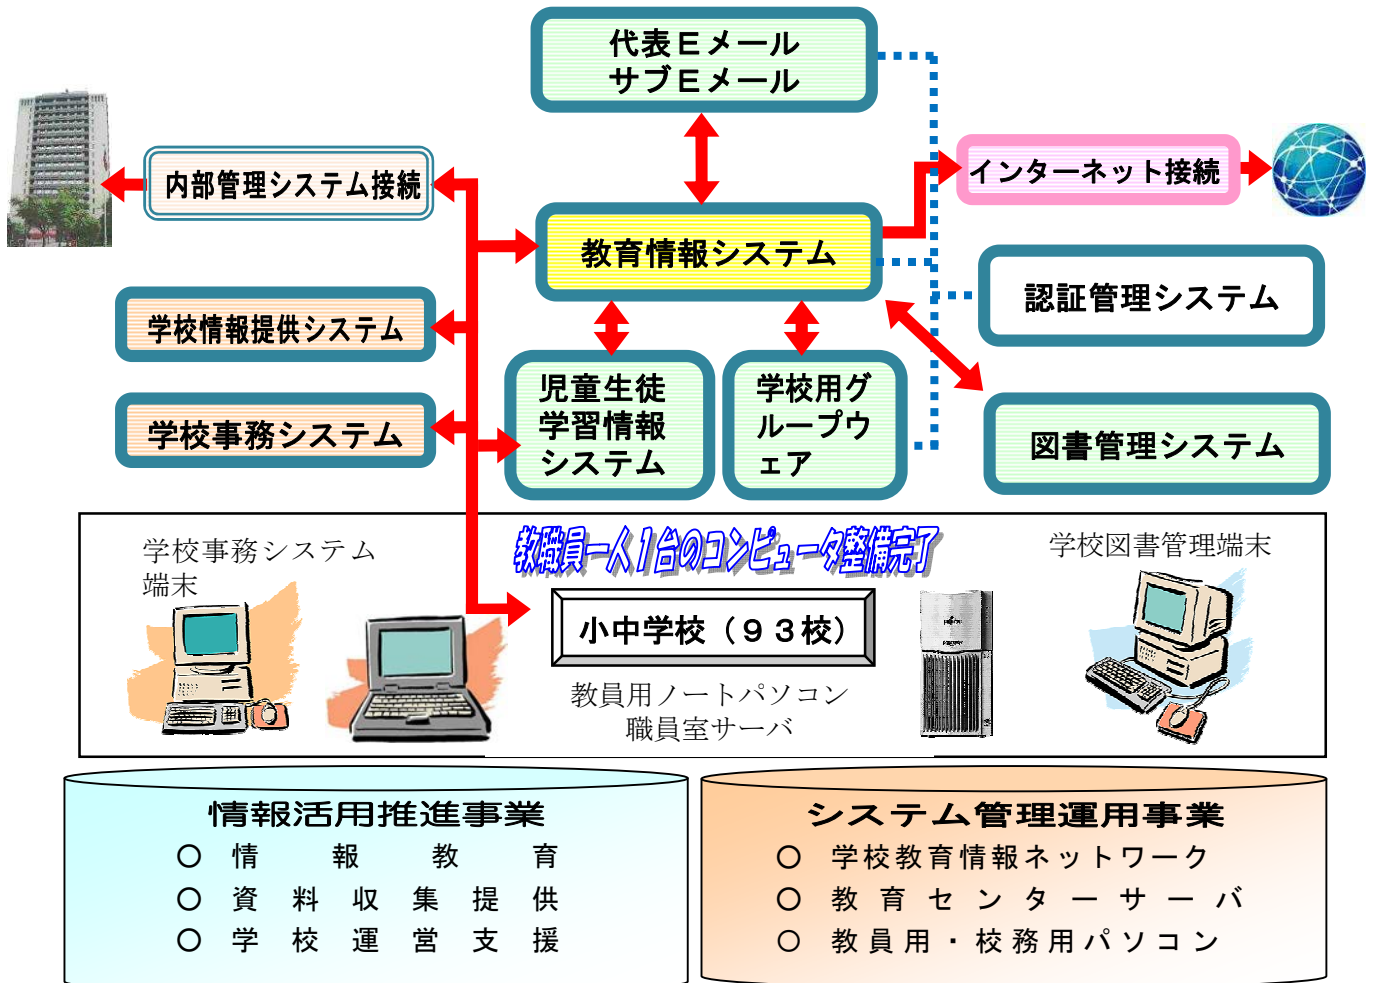 代表Ｅメール
サブＥメール
内部管理システム接続
インターネット接続
教育情報システム
認証管理システム
学校情報提供システム
児童生徒
学習情報
システム
学校用グ
ループウ
ェア
学校事務システム
図書管理システム
教職員一人１台のコンピュータ整備完了
学校事務システム
端末
学校図書管理端末
小中学校（９３校）
教員用ノートパソコン
職員室サーバ
情報活用推進事業
○ 情報教育
○ 資料収集提供
○ 学校運営支援
システム管理運用事業
○ 学校教育情報ネットワーク
○ 教育センターサーバ
○ 教員用・校務用パソコン